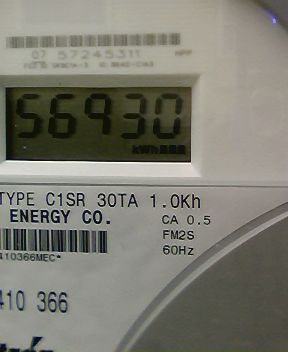 07 57245311
56930
kWh
TYPE C1SR 30TA 1.0Kh
ENERGY CO.
CA 0.5
FM2S
60Hz
410366MEC*
410 366